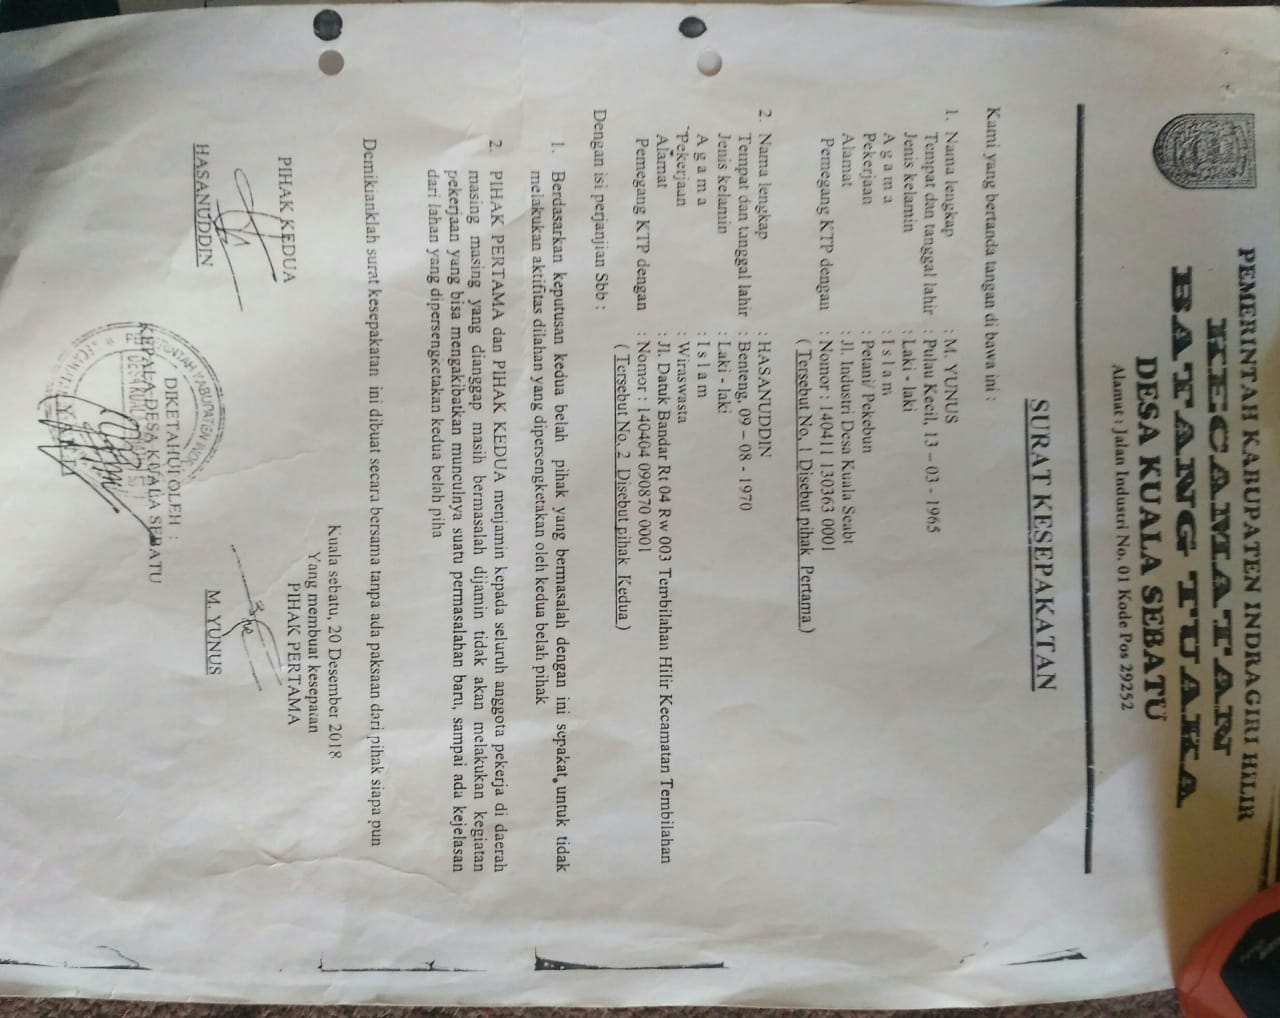 PEMERINTAH KABUPATEN INDRAGIRI HILIR
KECAMATAN
BATANG TUAKA
DESA KUALA SEBATU
Alamat : Jalan Industri No. 01 Kode Pos 29252
SURAT KESEPAKATAN
Kami yang bertanda tangan di bawa ini :
1. Nama lengkap : M. YUNUS
Tempat dan tanggal lahir : Pulau Kecil, 13 – 03 - 1965
Jenis kelamin : Laki - laki
A g a m a : I s l a m
Pekerjaan : Petani/ Pekebun
Alamat : Jl. Industri Desa Kuala Seabt
Pemegang KTP dengan : Nomor : 140411 130363 0001
( Tersebut No. 1 Disebut pihak Pertama )
2. Nama lengkap : HASANUDDIN
Tempat dan tanggal lahir : Benteng, 09 – 08 - 1970
Jenis kelamin : Laki - laki
A g a m a : I s l a m
Pekerjaan : Wiraswasta
Alamat : Jl. Datuk Bandar Rt 04 Rw 003 Tembilahan Hilir Kecamatan Tembilahan
Pemegang KTP dengan : Nomor : 140404 090870 0001
( Tersebut No. 2 Disebut pihak Kedua )
Dengan isi perjanjian Sbb :
1. Berdasarkan keputusan kedua belah pihak yang bermasalah dengan ini sepakat untuk tidak
melakukan aktifitas dilahan yang dipersengketakan oleh kedua belah pihak
2. PIHAK PERTAMA dan PIHAK KEDUA menjamin kepada seluruh anggota pekerja di daerah
masing masing yang dianggap masih bermasalah dijamin tidak akan melakukan kegiatan
pekerjaan yang bisa mengakibatkan munculnya suatu permasalahan baru, sampai ada kejelasan
dari lahan yang dipersengketakan kedua belah piha
Demikianlah surat kesepakatan ini dibuat secara bersama tanpa ada paksaan dari pihak siapa pun
Kuala sebatu, 20 Desember 2018
Yang membuat kesepatan
PIHAK KEDUA PIHAK PERTAMA
HASANUDDIN M. YUNUS
DIKETAHUI OLEH :
KEPALA DESA KUALA SEBATU